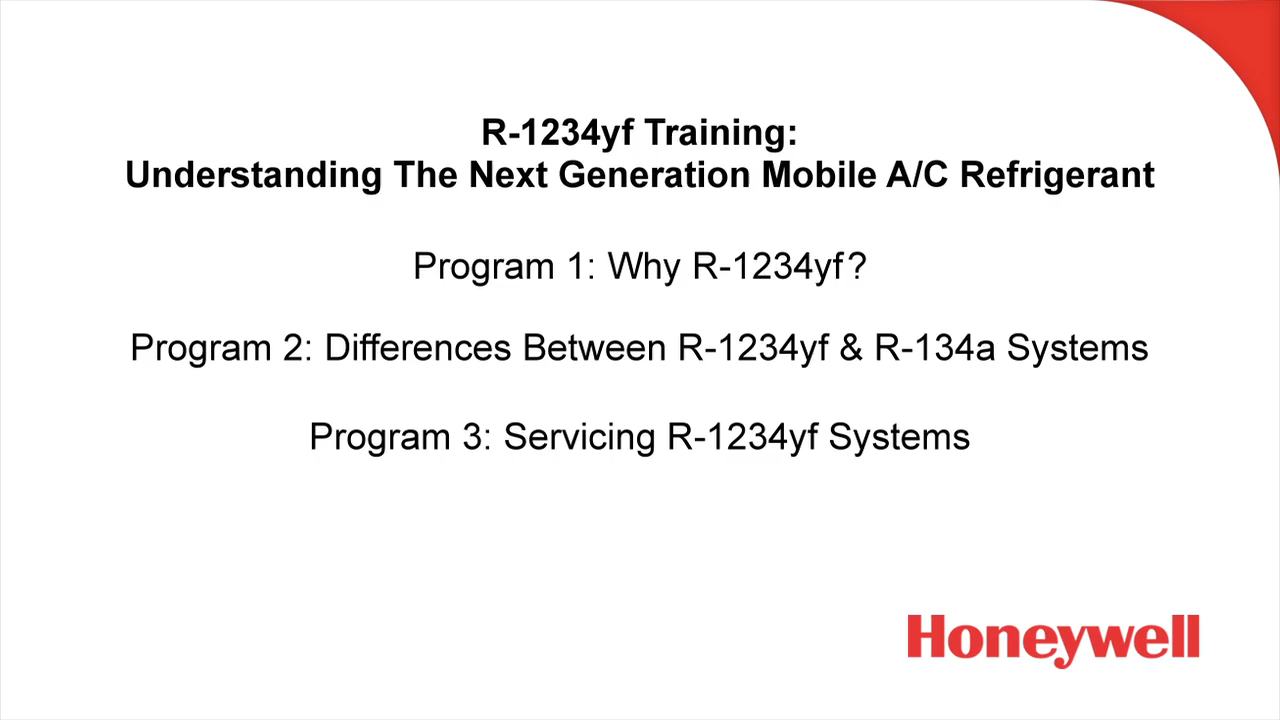 R-1234yf Training:
Understanding The Next Generation Mobile A/C Refrigerant
Program 1: Why R-1234yf?
Program 2: Differences Between R-1234yf & R-134a Systems
Program 3: Servicing R-1234yf Systems
Honeywell